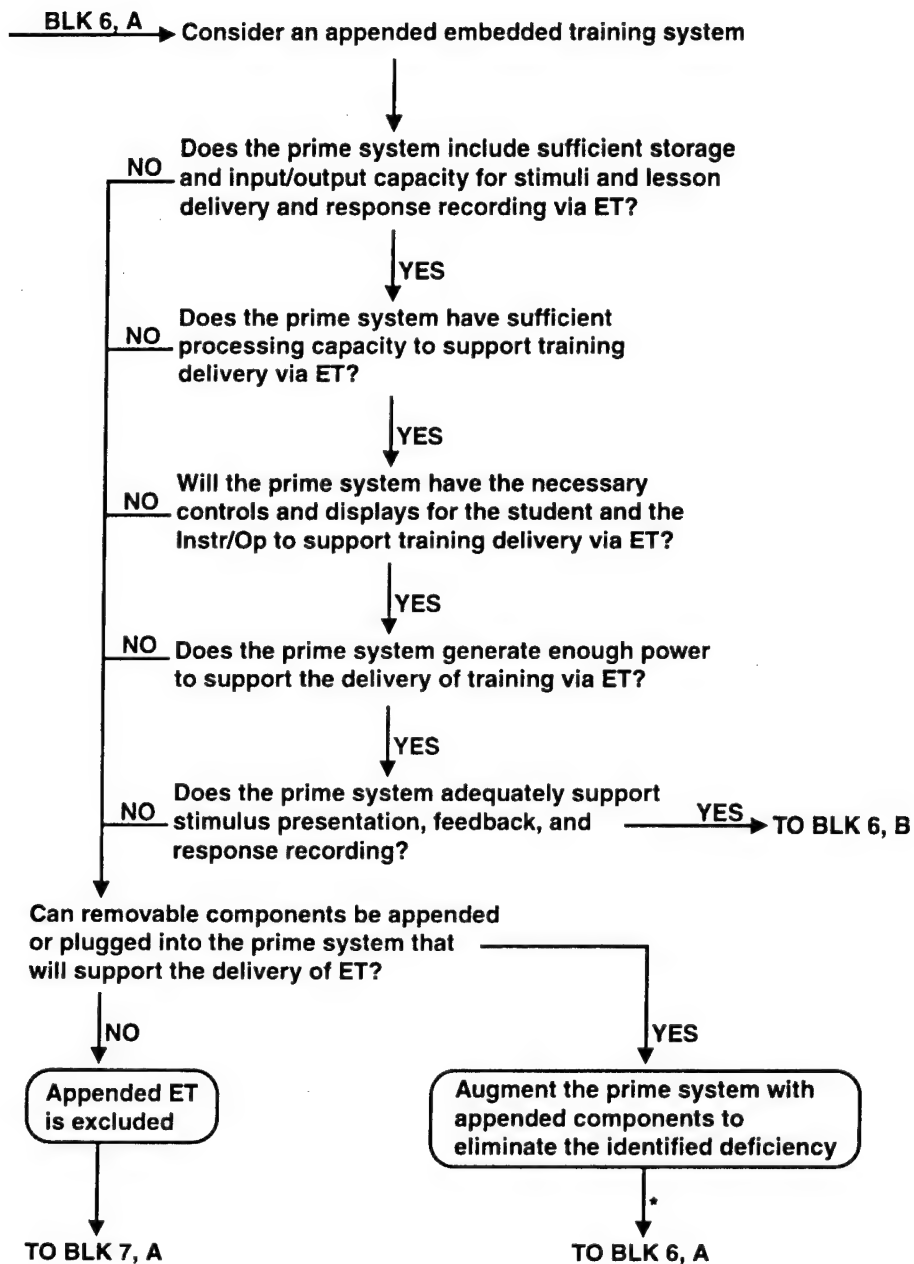 BLK 6, A
Consider an appended embedded training system
Does the prime system include sufficient storage
NO
and input/output capacity for stimuli and lesson
delivery and response recording via ET?
YES
Does the prime system have sufficient
NO
processing capacity to support training
delivery via ET?
YES
Will the prime system have the necessary
NO
controls and displays for the student and the
Instr/Op to support training delivery via ET?
YES
NO
Does the prime system generate enough power
to support the delivery of training via ET?
YES
Does the prime system adequately support
NO
stimulus presentation, feedback, and
response recording?
YES
TO BLK 6, B
Can removable components be appended
or plugged into the prime system that
will support the delivery of ET?
NO
YES
Appended ET
is excluded
Augment the prime system with
appended components to
eliminate the identified deficiency
*
TO BLK 7, A
TO BLK 6, A